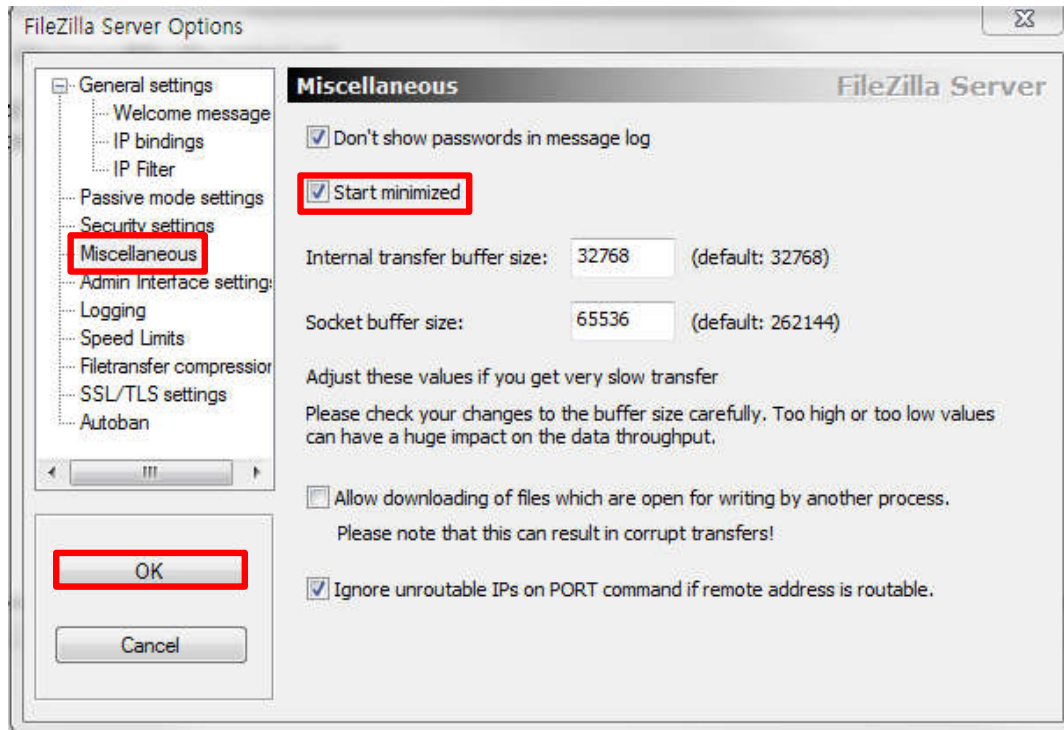 FileZilla Server Options
General settings
Welcome message
IP bindings
IP Filter
Passive mode settings
Security settings
Miscellaneous
Admin Interface setting
Logging
Speed Limits
Filetransfer compression
SSL/TLS settings
Autoban
OK
Cancel
Miscellaneous
FileZilla Server
Don't show passwords in message log
Start minimized
Internal transfer buffer size: 32768 (default: 32768)
Socket buffer size: 65536 (default: 262144)
Adjust these values if you get very slow transfer
Please check your changes to the buffer size carefully. Too high or too low values
can have a huge impact on the data throughput.
Allow downloading of files which are open for writing by another process.
Please note that this can result in corrupt transfers!
Ignore unroutable IPs on PORT command if remote address is routable.